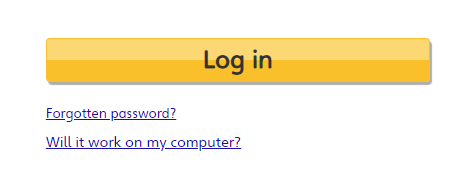 Log in
Forgotten password?
Will it work on my computer?